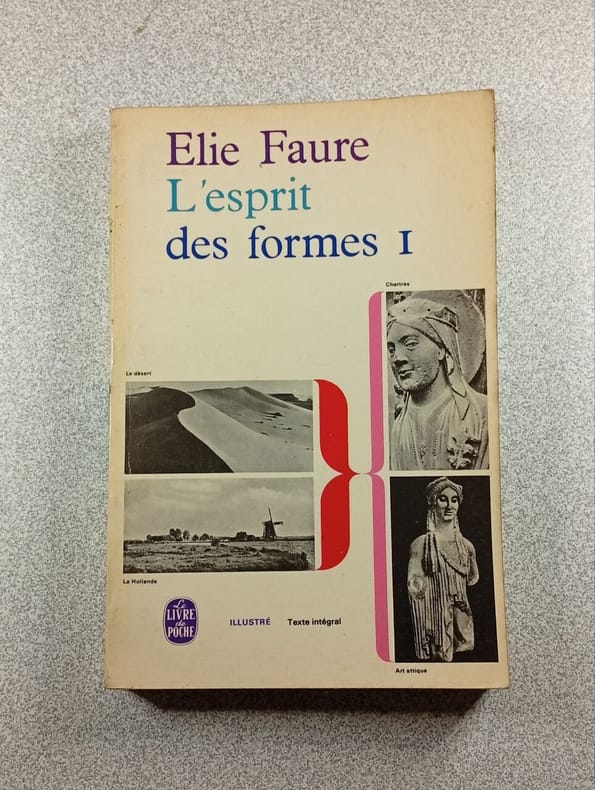 Elie Faure
L'esprit
des formes I
Chartres
Le désert
La Hollande
Le
LIVRE
de
POCHE
ILLUSTRÉ Texte intégral
Art attique